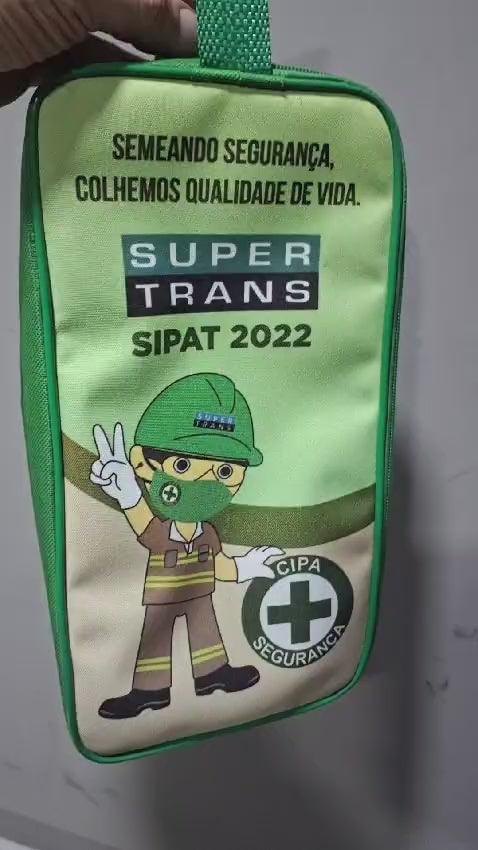 SEMEANDO SEGURANÇA,
COLHEMOS QUALIDADE DE VIDA.
SUPER
TRANS
SIPAT 2022
SUPER
TRANS
CIPA
SEGURANÇA